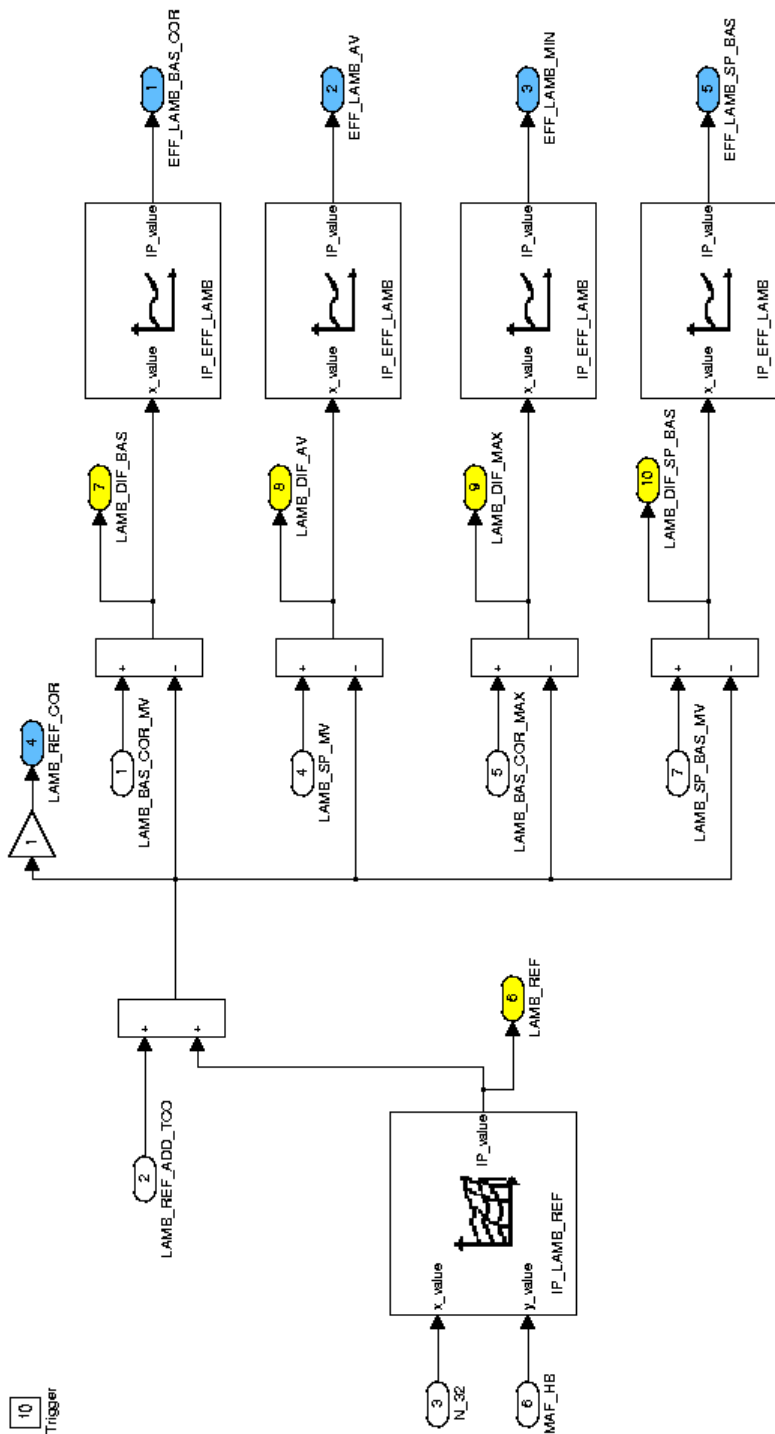 10
Trigger
3
N_32
6
MAF_HB
x_value
y_value
IP_value
IP_LAMB_REF
2
LAMB_REF_ADD_TCO
+
+
6
LAMB_REF
1
4
LAMB_REF_COR
1
LAMB_BAS_COR_MV
+
-
7
LAMB_DIF_BAS
x_value
IP_value
IP_EFF_LAMB
1
EFF_LAMB_BAS_COR
4
LAMB_SP_MV
+
-
8
LAMB_DIF_AV
x_value
IP_value
IP_EFF_LAMB
2
EFF_LAMB_AV
5
LAMB_BAS_COR_MAX
+
-
9
LAMB_DIF_MAX
x_value
IP_value
IP_EFF_LAMB
3
EFF_LAMB_MIN
7
LAMB_SP_BAS_MV
+
-
10
LAMB_DIF_SP_BAS
x_value
IP_value
IP_EFF_LAMB
5
EFF_LAMB_SP_BAS